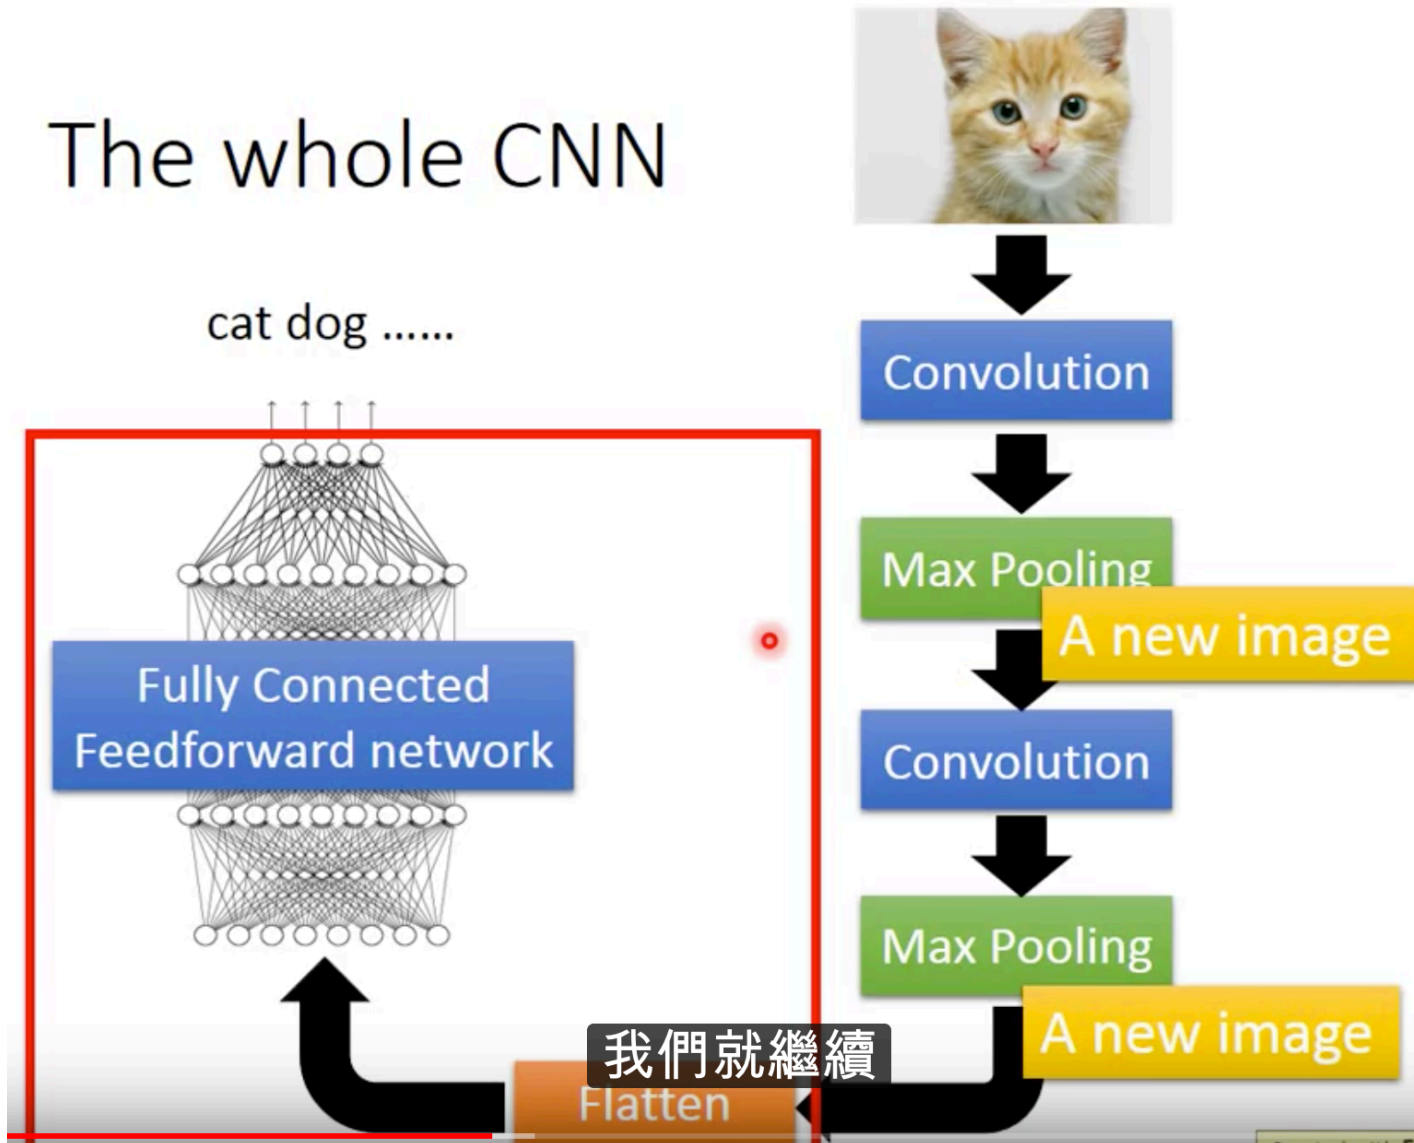 The whole CNN
cat dog ......
Convolution
Max Pooling
A new image
Convolution
Max Pooling
A new image
Fully Connected
Feedforward network
我們就繼續
Flatten